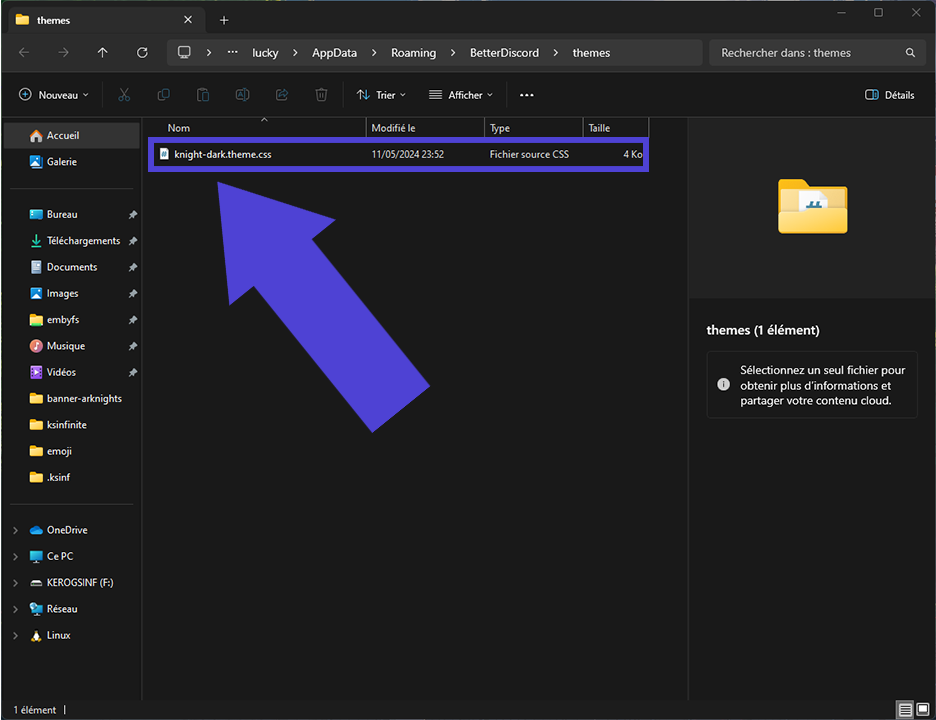 themes
lucky AppData Roaming BetterDiscord themes
Rechercher dans : themes
Nouveau
Trier
Afficher
Détails
Accueil
Galerie
Bureau
Téléchargements
Documents
Images
embyfs
Musique
Vidéos
banner-arknights
ksinfinite
emoji
.ksinf
OneDrive
Ce PC
KEROGSINF (F:)
Réseau
Linux
Nom Modifié le Type Taille
knight-dark.theme.css 11/05/2024 23:52 Fichier source CSS 4 Ko
themes (1 élément)
Sélectionnez un seul fichier pour
obtenir plus d'informations et
partager votre contenu cloud.
1 élément